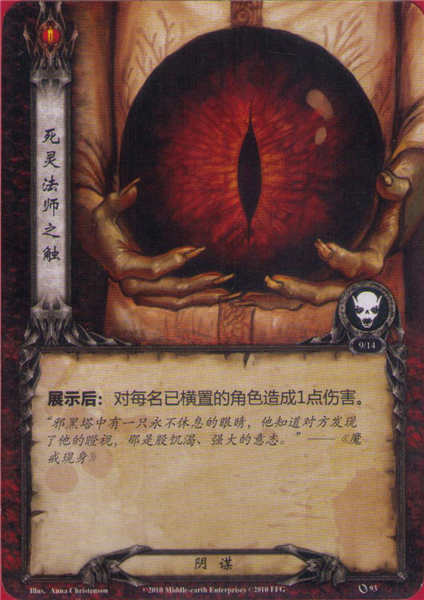 死灵法师之触
9/14
展示后：对每名已横置的角色造成1点伤害。
“邪黑塔中有一只永不休息的眼睛，他知道对方发现
了他的瞪视，那是股饥渴、强大的意志。”——《魔
戒现身》
阴谋
Illus. Anna Christenson
©2010 Middle-earth Enterprises ©2010 FFG
93